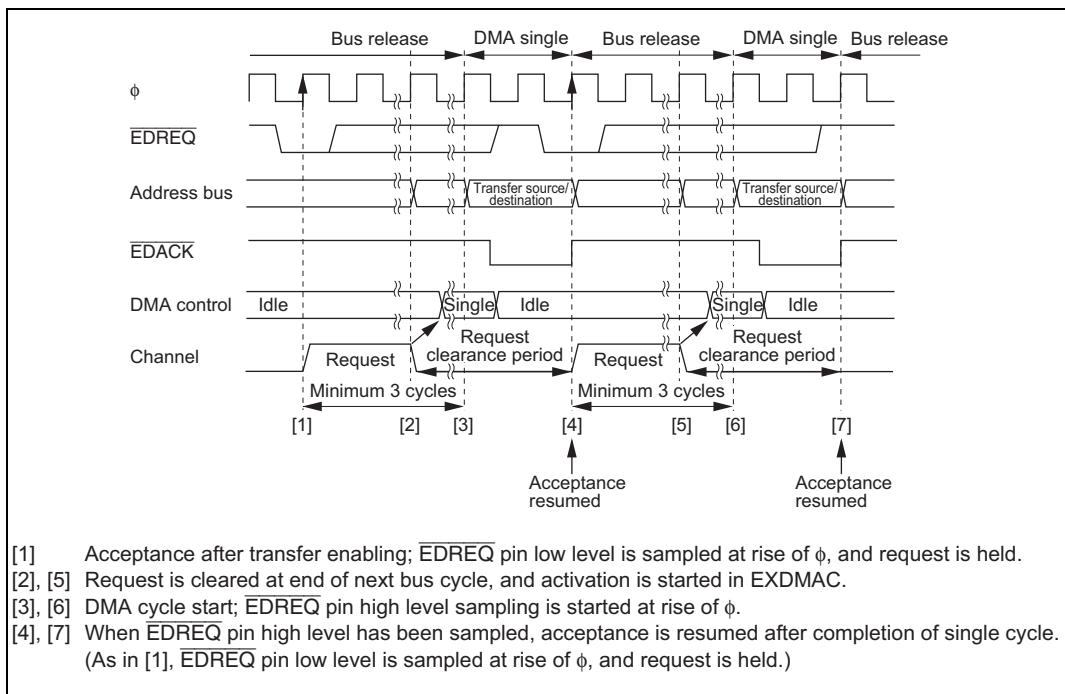 Bus release DMA single Bus release DMA single Bus release
ϕ
EDREQ
Address bus Transfer source/ destination Transfer source/ destination
EDACK
DMA control Idle Single Idle Single Idle
Channel Request Request clearance period Request Request clearance period
Minimum 3 cycles Minimum 3 cycles
[1] [2] [3] [4] [5] [6] [7]
Acceptance resumed Acceptance resumed
[1] Acceptance after transfer enabling; EDREQ pin low level is sampled at rise of ϕ, and request is held.
[2], [5] Request is cleared at end of next bus cycle, and activation is started in EXDMAC.
[3], [6] DMA cycle start; EDREQ pin high level sampling is started at rise of ϕ.
[4], [7] When EDREQ pin high level has been sampled, acceptance is resumed after completion of single cycle.
(As in [1], EDREQ pin low level is sampled at rise of ϕ, and request is held.)